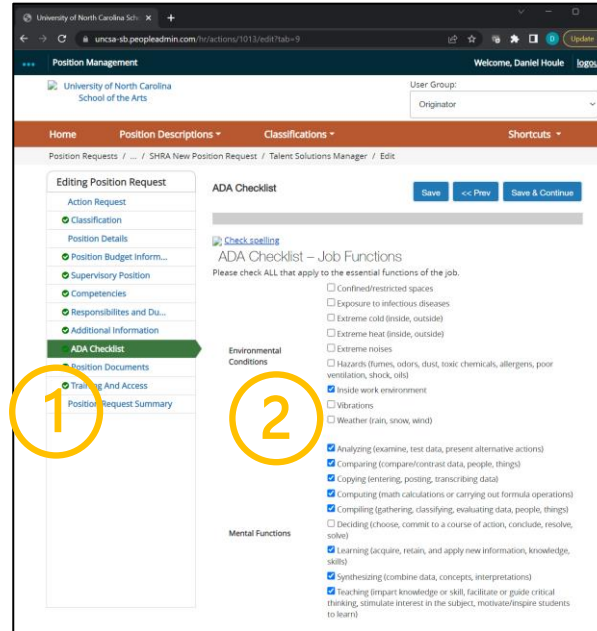 University of North Carolina Sch
uncsa-sb.peopleadmin.com/hr/actions/1013/edit?tab=9
D
Update
Position Management
Welcome, Daniel Houle
logou
University of North Carolina
School of the Arts
User Group:
Originator
Home
Position Descriptions
Classifications
Shortcuts
Position Requests / ... / SHRA New Position Request / Talent Solutions Manager / Edit
Editing Position Request
Action Request
Classification
Position Details
Position Budget Inform...
Supervisory Position
Competencies
Responsibilites and Du...
Additional Information
ADA Checklist
Position Documents
Training And Access
Position Request Summary
1
ADA Checklist
Save
<< Prev
Save & Continue
Check spelling
ADA Checklist – Job Functions
Please check ALL that apply to the essential functions of the job.
2
Environmental
Conditions
Confined/restricted spaces
Exposure to infectious diseases
Extreme cold (inside, outside)
Extreme heat (inside, outside)
Extreme noises
Hazards (fumes, odors, dust, toxic chemicals, allergens, poor
ventilation, shock, oils)
Inside work environment
Vibrations
Weather (rain, snow, wind)
Mental Functions
Analyzing (examine, test data, present alternative actions)
Comparing (compare/contrast data, people, things)
Copying (entering, posting, transcribing data)
Computing (math calculations or carrying out formula operations)
Compiling (gathering, classifying, evaluating data, people, things)
Deciding (choose, commit to a course of action, conclude, resolve,
solve)
Learning (acquire, retain, and apply new information, knowledge,
skills)
Synthesizing (combine data, concepts, interpretations)
Teaching (impart knowledge or skill, facilitate or guide critical
thinking, stimulate interest in the subject, motivate/inspire students
to learn)